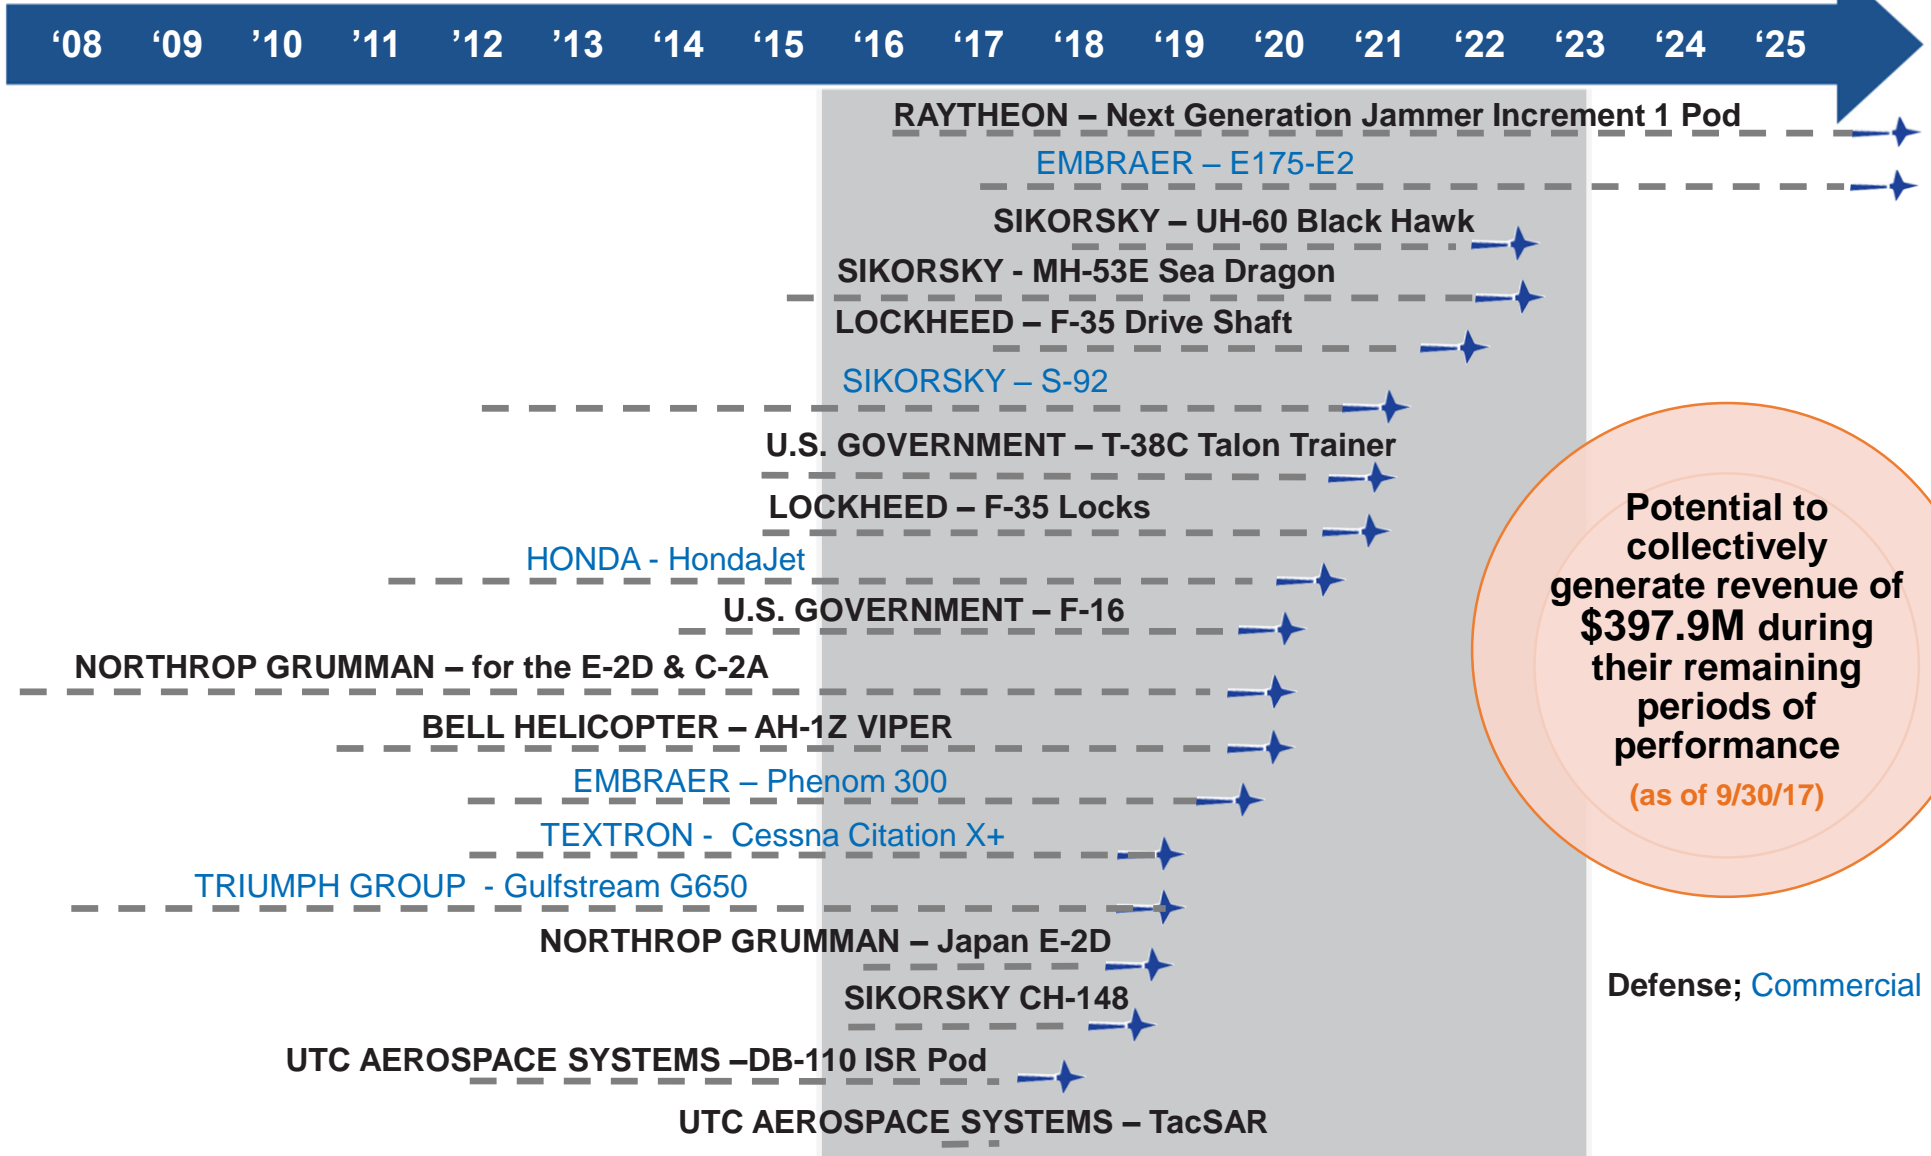 ‘08 ‘09 ’10 ‘11 ‘12 ‘13 ‘14 ‘15 ‘16 ‘17 ‘18 ‘19 ‘20 ‘21 ‘22 ‘23 ‘24 ‘25
RAYTHEON – Next Generation Jammer Increment 1 Pod
EMBRAER – E175-E2
SIKORSKY – UH-60 Black Hawk
SIKORSKY - MH-53E Sea Dragon
LOCKHEED – F-35 Drive Shaft
SIKORSKY – S-92
U.S. GOVERNMENT – T-38C Talon Trainer
LOCKHEED – F-35 Locks
HONDA - HondaJet
U.S. GOVERNMENT – F-16
NORTHROP GRUMMAN – for the E-2D & C-2A
BELL HELICOPTER – AH-1Z VIPER
EMBRAER – Phenom 300
TEXTRON - Cessna Citation X+
TRIUMPH GROUP - Gulfstream G650
NORTHROP GRUMMAN – Japan E-2D
SIKORSKY CH-148
UTC AEROSPACE SYSTEMS –DB-110 ISR Pod
UTC AEROSPACE SYSTEMS – TacSAR
Potential to
collectively
generate revenue of
$397.9M during
their remaining
periods of
performance
(as of 9/30/17)
Defense; Commercial